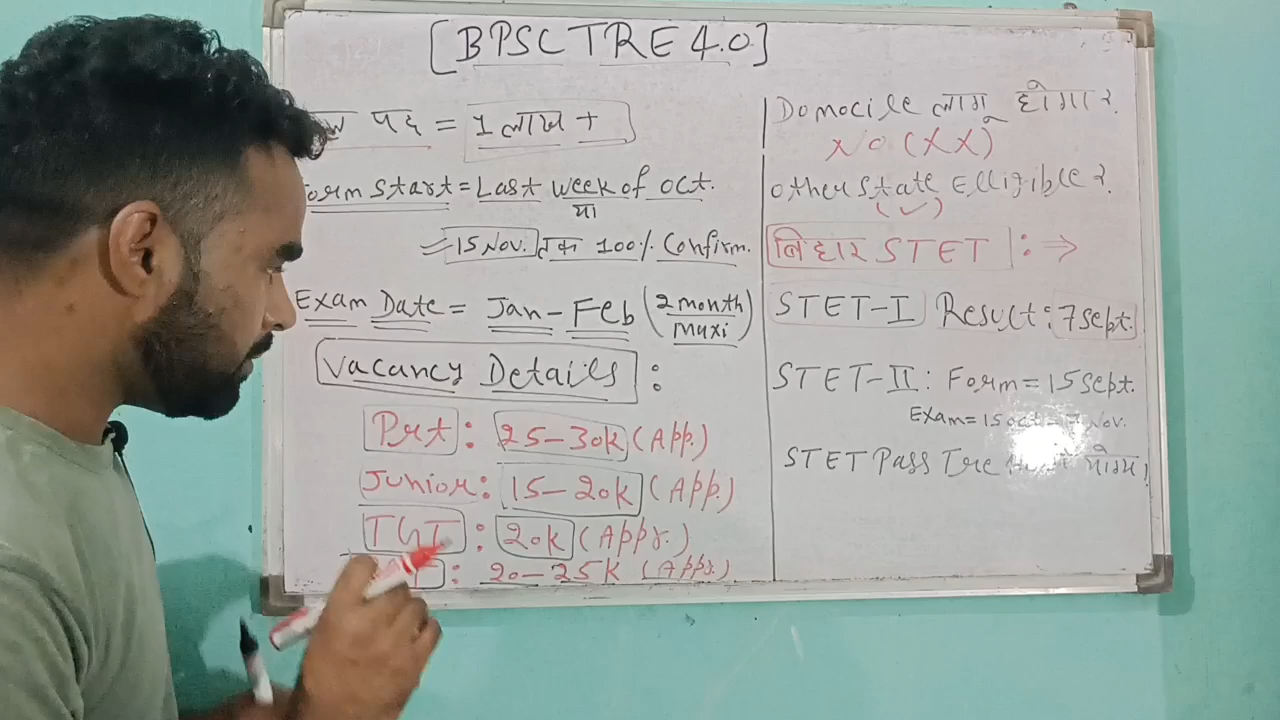 [BPSC TRE 4.0]
पद = 1 लाख +
Form Start = Last week of oct.
या
= 15 Nov. तक 100% Confirm.
Exam Date = Jan - Feb (2 month maxi)
Vacancy Details :
Prt : 25-30k (App.)
Junior : 15-20k (App.)
TGT : 20k (Appr.)
: 20-25k (Appr.)
Domocile लागू होगा ?
NO (XX)
Other State Elligible ?
(✓)
बिहार STET : ⇒
STET-I Result : 7 Sept.
STET-II : Form = 15 Sept.
Exam = 15 oct - Nov.
STET Pass Tre योग्य।